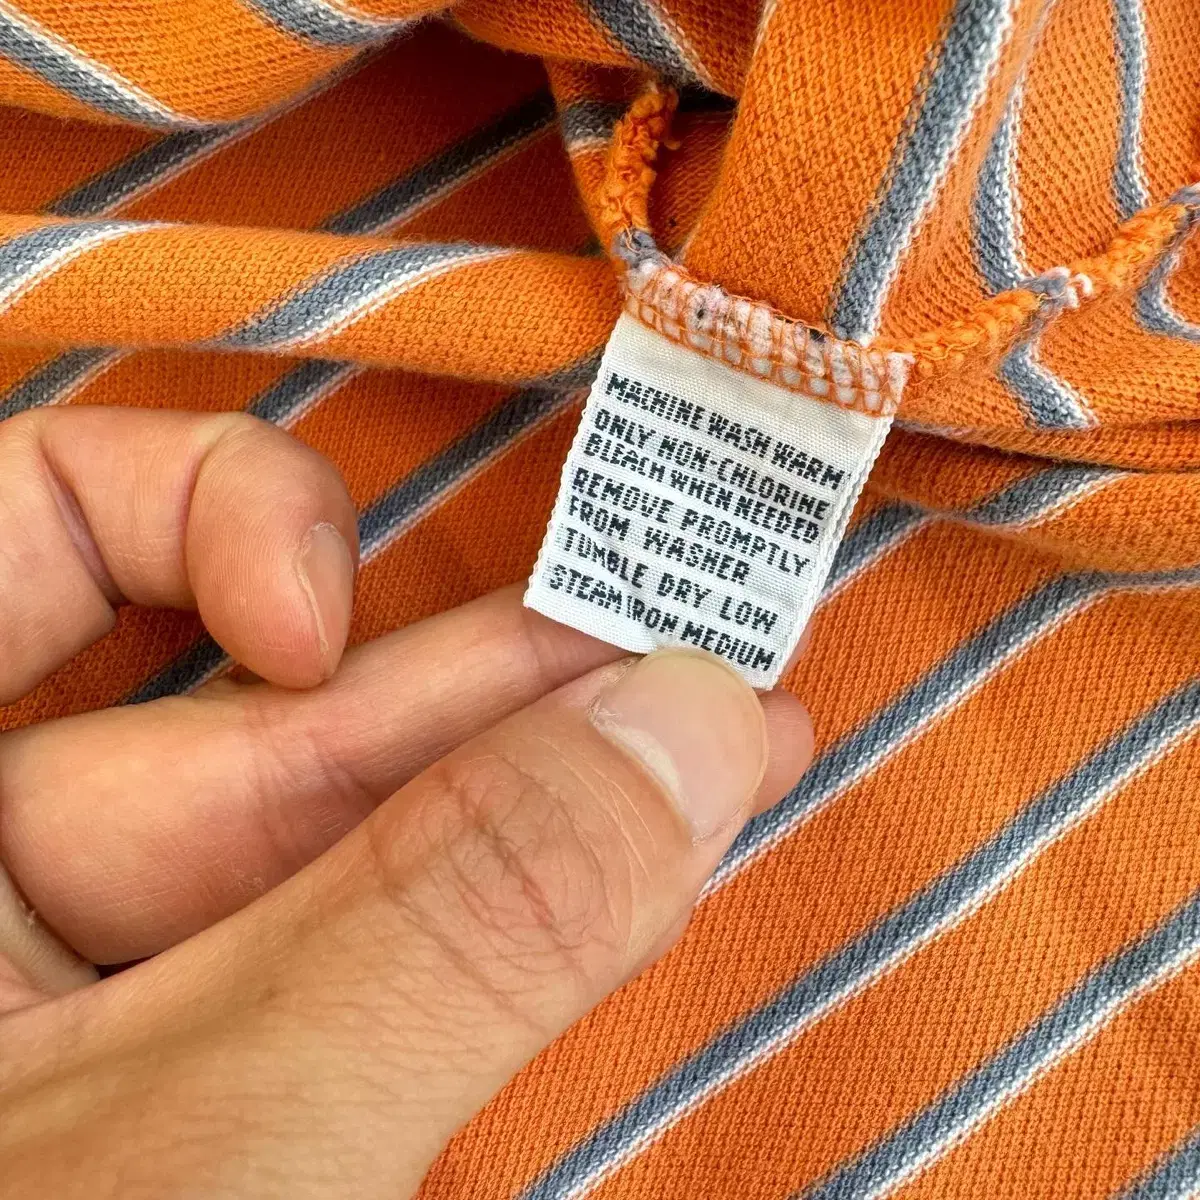 MACHINE WASH WARM
ONLY NON-CHLORINE
BLEACH WHEN NEEDED
REMOVE PROMPTLY
FROM WASHER
TUMBLE DRY LOW
STEAM IRON MEDIUM